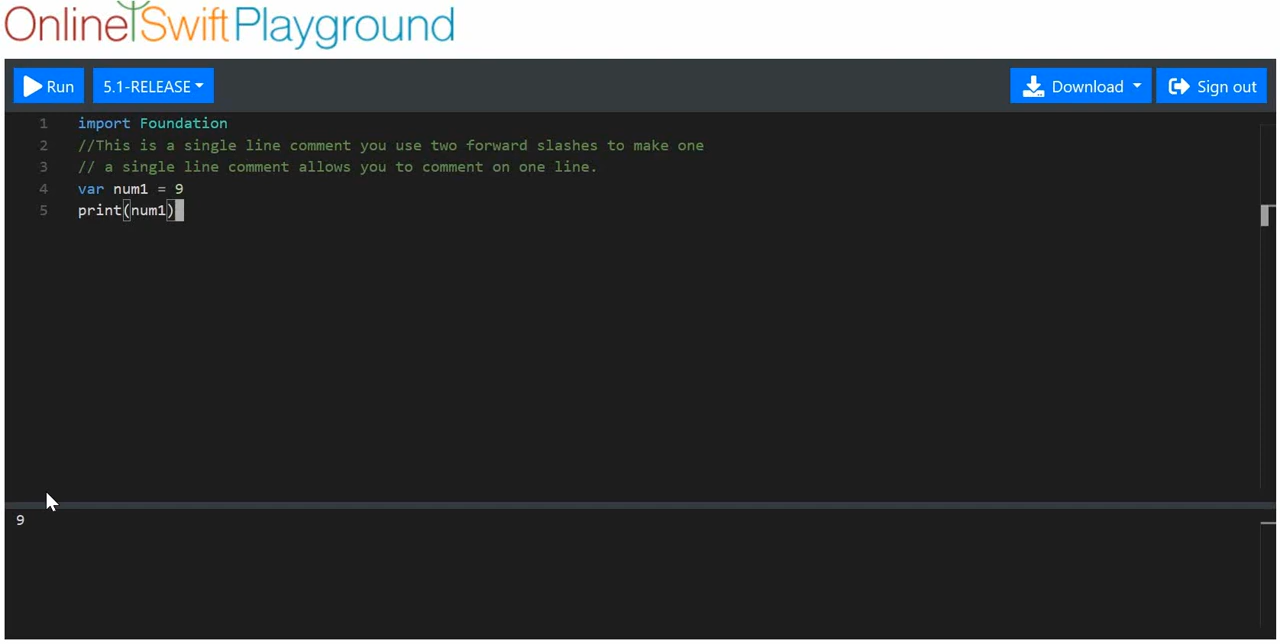 Online Swift Playground
Run 5.1-RELEASE Download Sign out
1 import Foundation
2 //This is a single line comment you use two forward slashes to make one
3 // a single line comment allows you to comment on one line.
4 var num1 = 9
5 print(num1)
9